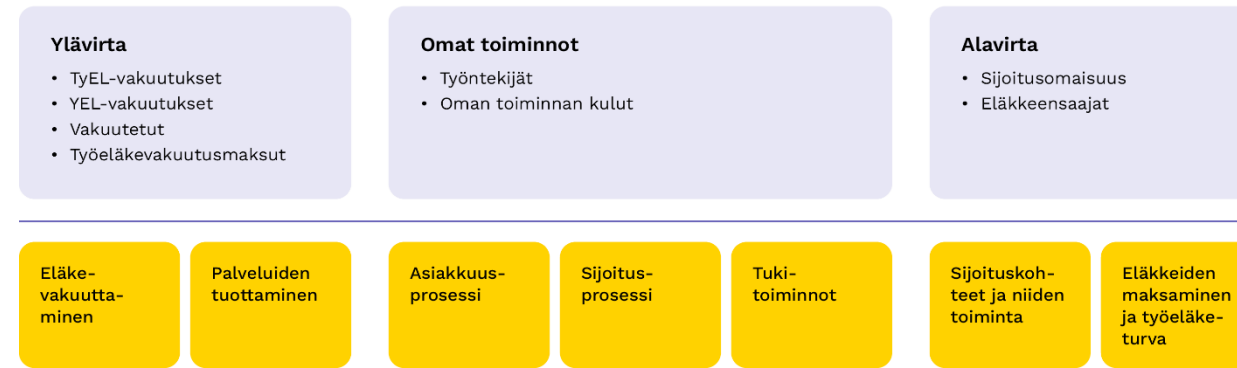 Ylävirta
• TyEL-vakuutukset
• YEL-vakuutukset
• Vakuutetut
• Työeläkevakuutusmaksut
Omat toiminnot
• Työntekijät
• Oman toiminnan kulut
Alavirta
• Sijoitusomaisuus
• Eläkkeensaajat
Eläke-
vakuutta-
minen
Palveluiden
tuottaminen
Asiakkuus-
prosessi
Sijoitus-
prosessi
Tuki-
toiminnot
Sijoituskoh-
teet ja niiden
toiminta
Eläkkeiden
maksaminen
ja työeläke-
turva